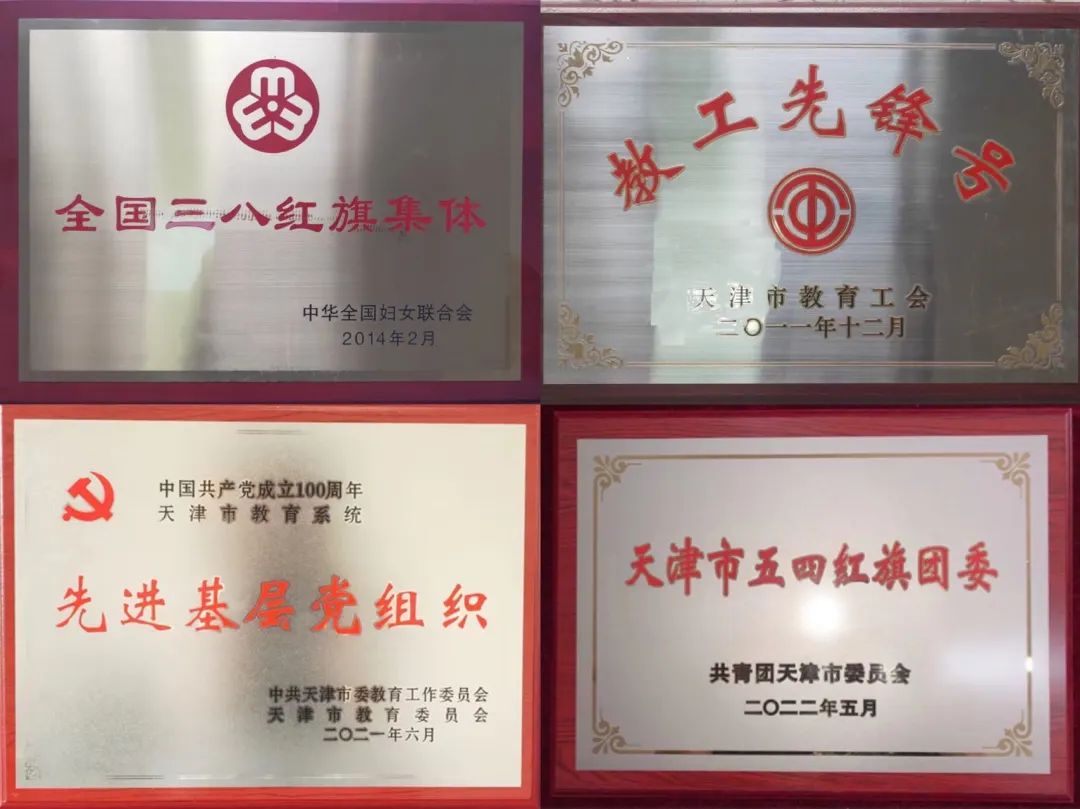 全国三八红旗集体
中华全国妇女联合会
2014年2月
教工先锋号
天津市教育工会
二〇一一年十二月
中国共产党成立100周年
天津市教育系统
先进基层党组织
中共天津市委教育工作委员会
天津市教育委员会
二〇二一年六月
天津市五四红旗团委
共青团天津市委员会
二〇二二年五月